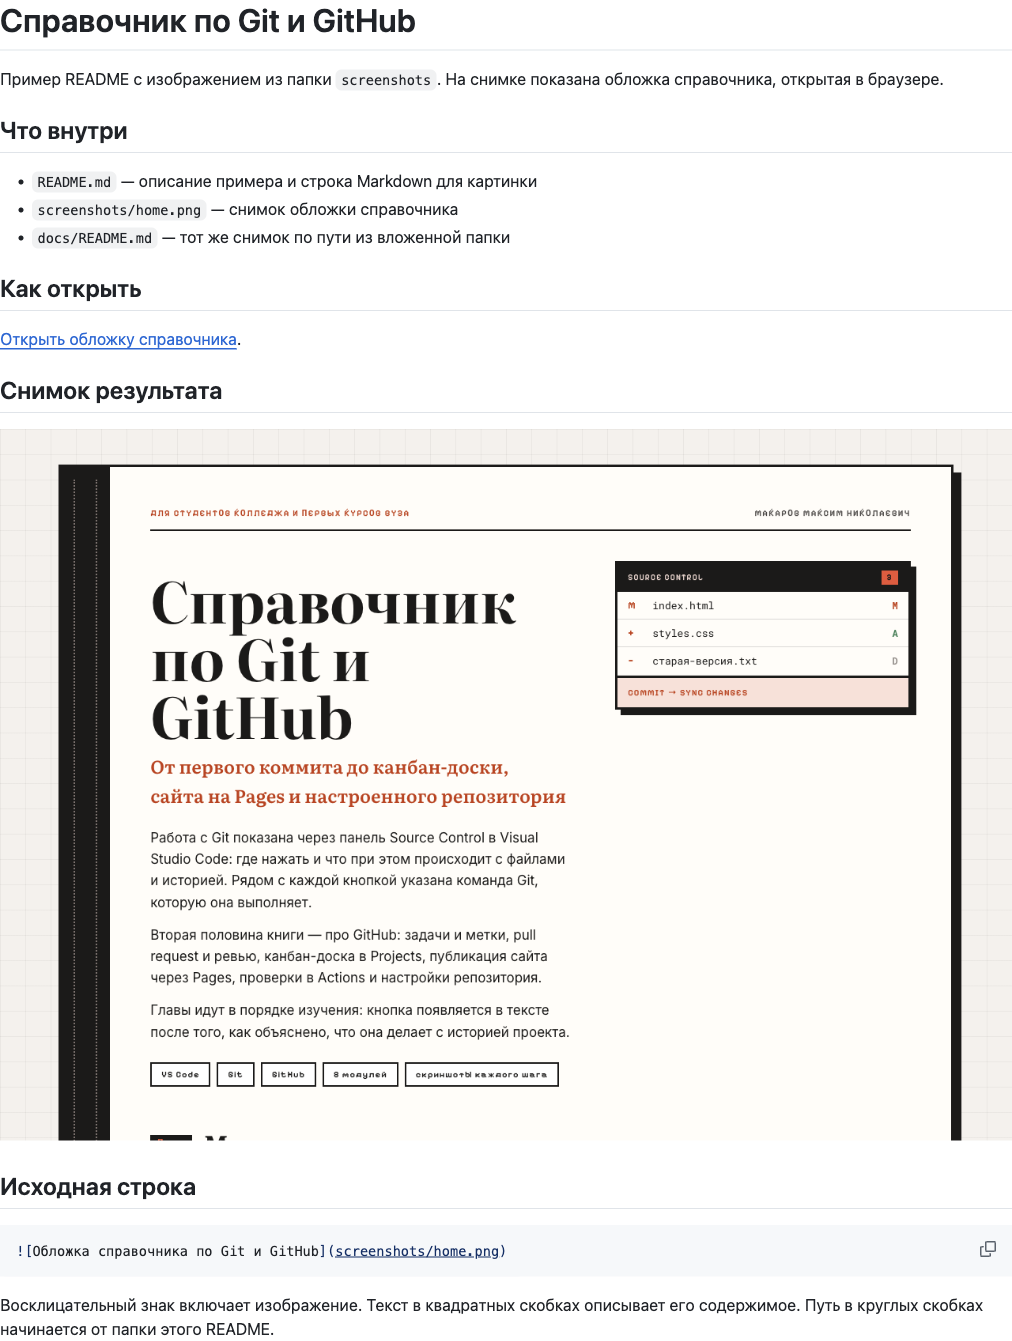 Справочник по Git и GitHub
Пример README с изображением из папки screenshots. На снимке показана обложка справочника, открытая в браузере.
Что внутри
• README.md — описание примера и строка Markdown для картинки
• screenshots/home.png — снимок обложки справочника
• docs/README.md — тот же снимок по пути из вложенной папки
Как открыть
Открыть обложку справочника.
Снимок результата
ДЛЯ СТУДЕНТОВ КОЛЛЕДЖА И ПЕРВЫХ КУРСОВ ВУЗА
МАКАРОВ МАКСИМ НИКОЛАЕВИЧ
Справочник
по Git и
GitHub
От первого коммита до канбан-доски,
сайта на Pages и настроенного репозитория
Работа с Git показана через панель Source Control в Visual
Studio Code: где нажать и что при этом происходит с файлами
и историей. Рядом с каждой кнопкой указана команда Git,
которую она выполняет.
Вторая половина книги — про GitHub: задачи и метки, pull
request и ревью, канбан-доска в Projects, публикация сайта
через Pages, проверки в Actions и настройки репозитория.
Главы идут в порядке изучения: кнопка появляется в тексте
после того, как объяснено, что она делает с историей проекта.
VS Code Git GitHub 8 модулей скриншоты каждого шага
SOURCE CONTROL 3
M index.html M
+ styles.css A
- старая-версия.txt D
COMMIT → SYNC CHANGES
Исходная строка
![Обложка справочника по Git и GitHub](screenshots/home.png)
Восклицательный знак включает изображение. Текст в квадратных скобках описывает его содержимое. Путь в круглых скобках
начинается от папки этого README.